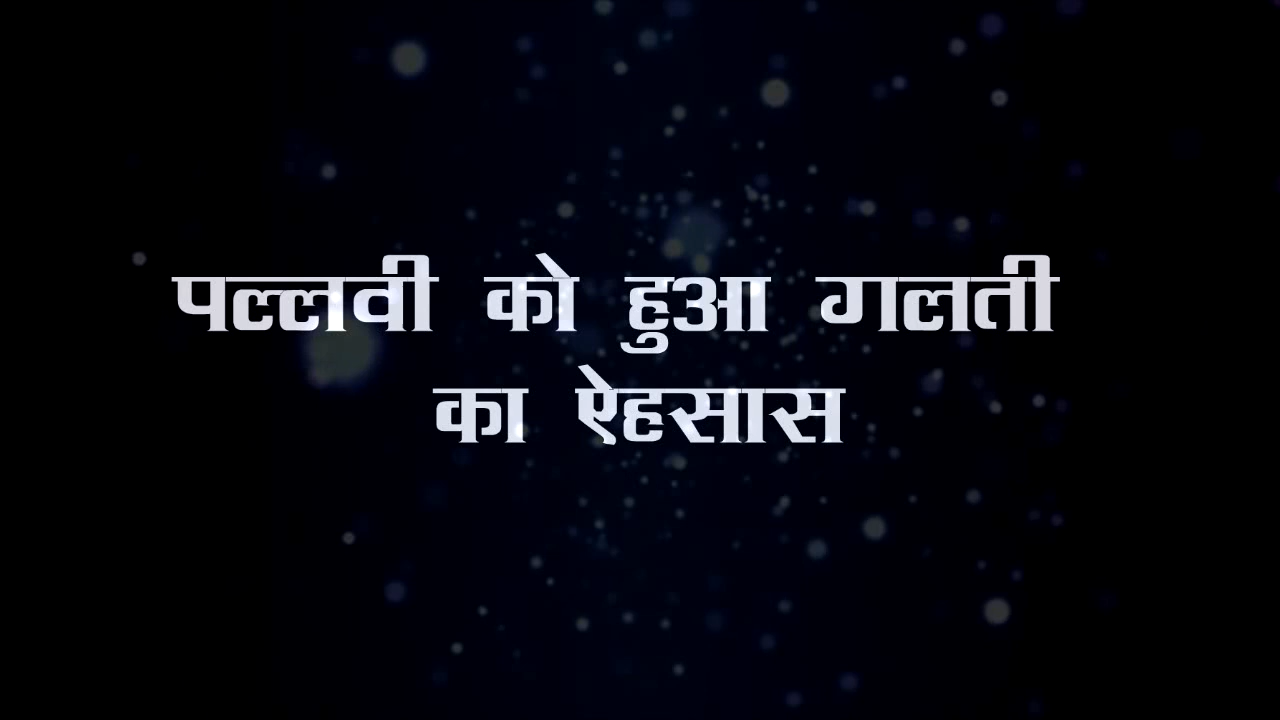 पल्लवी को हुआ गलती
का ऐहसास